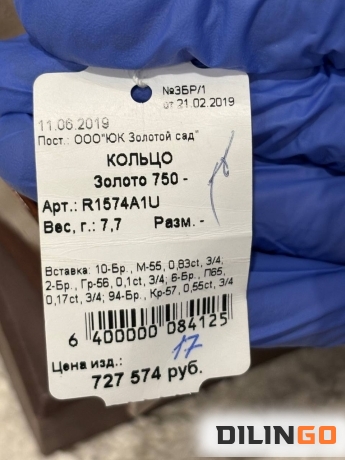 №ЗБР/1
от 21.02.2019
11.06.2019
Пост.: ООО"ЮК Золотой сад"
КОЛЬЦО
Золото 750 -
Арт.: R1574A1U
Вес, г.: 7,7 Разм. -
Вставка: 10-Бр., М-55, 0,83ct, 3/4;
2-Бр., Гр-56, 0,1ct, 3/4; 6-Бр., П65,
0,17ct, 3/4; 94-Бр., Кр-57, 0,55ct, 3/4
6 400000 084125
17
Цена изд.:
727 574 руб.
DILINGO